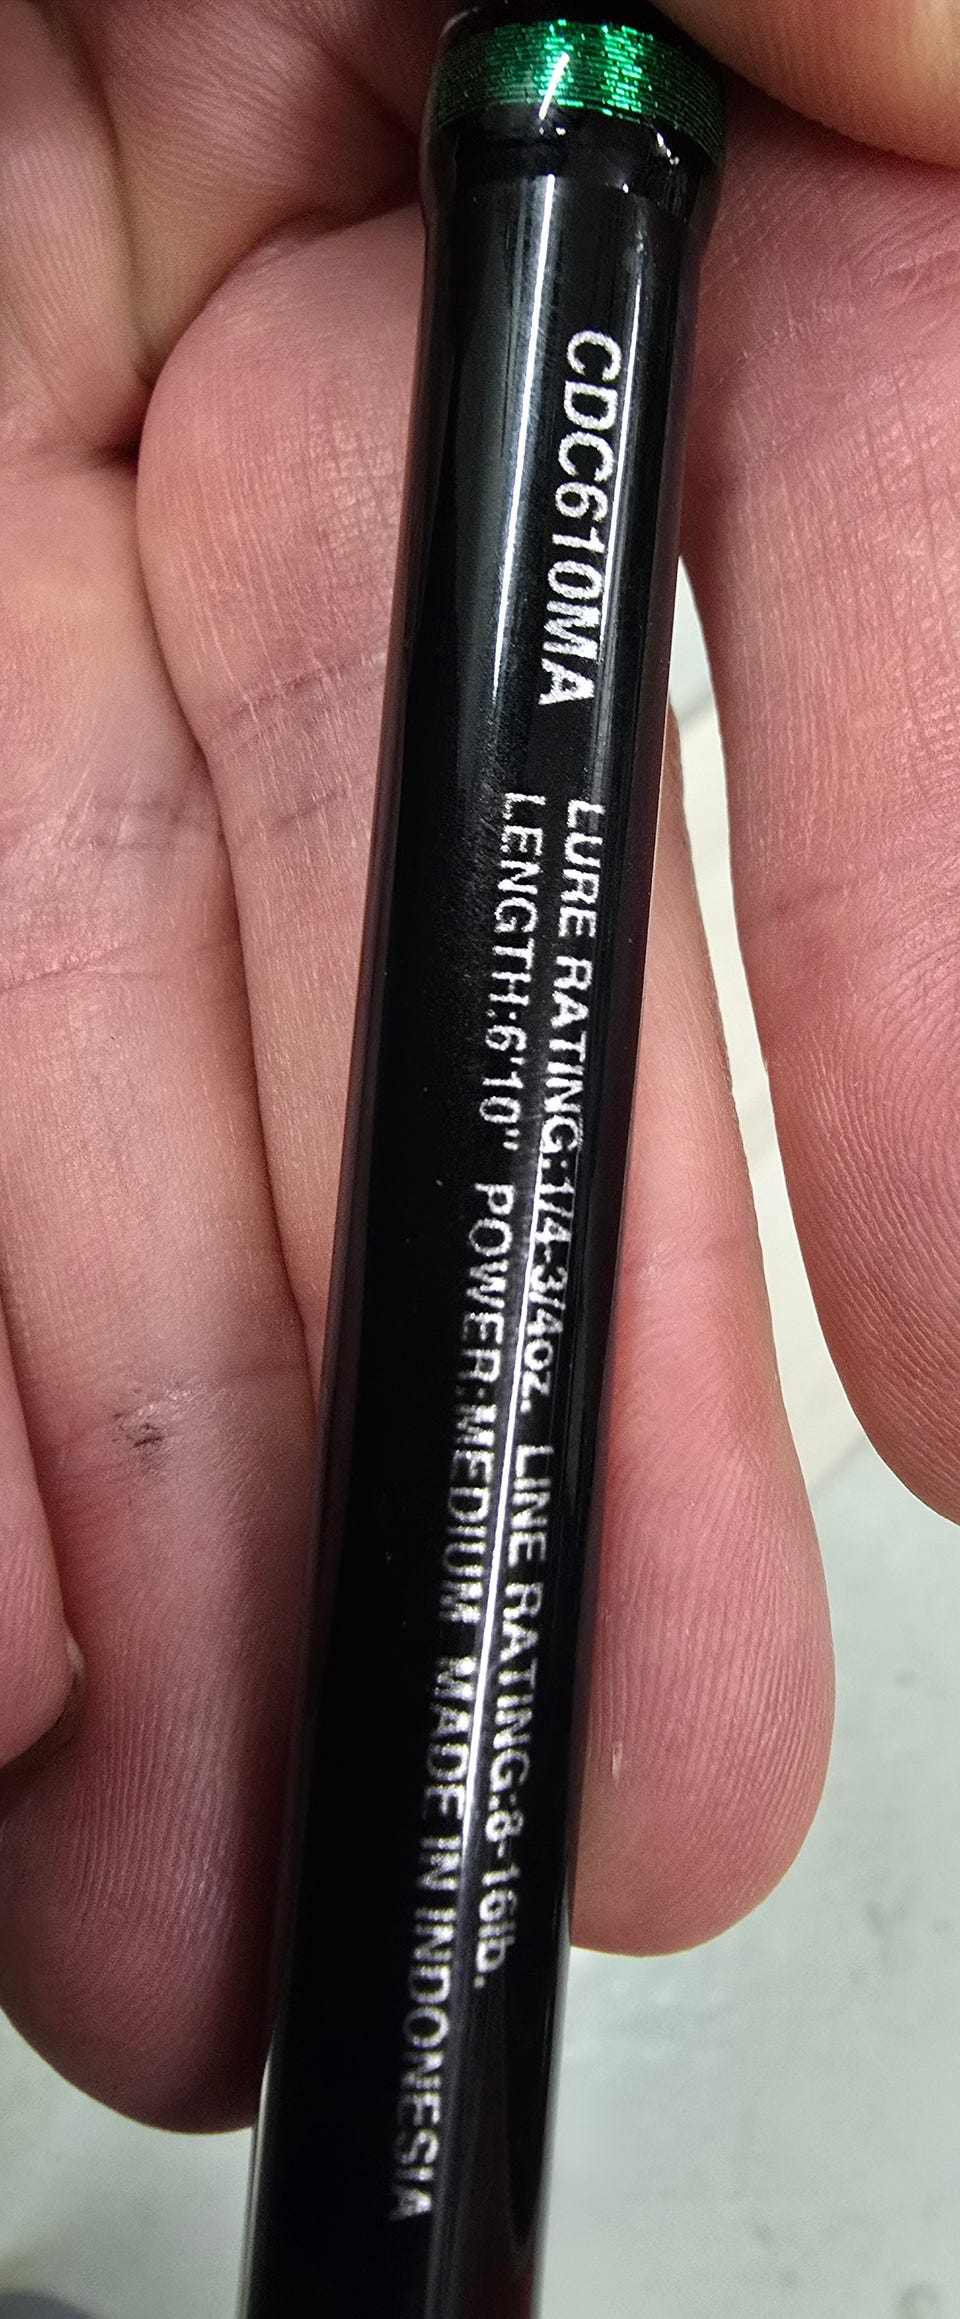 CDC610MA
LURE RATING:1/4-3/4oz. LINE RATING:8-16lb.
LENGTH:6'10" POWER:MEDIUM MADE IN INDONESIA